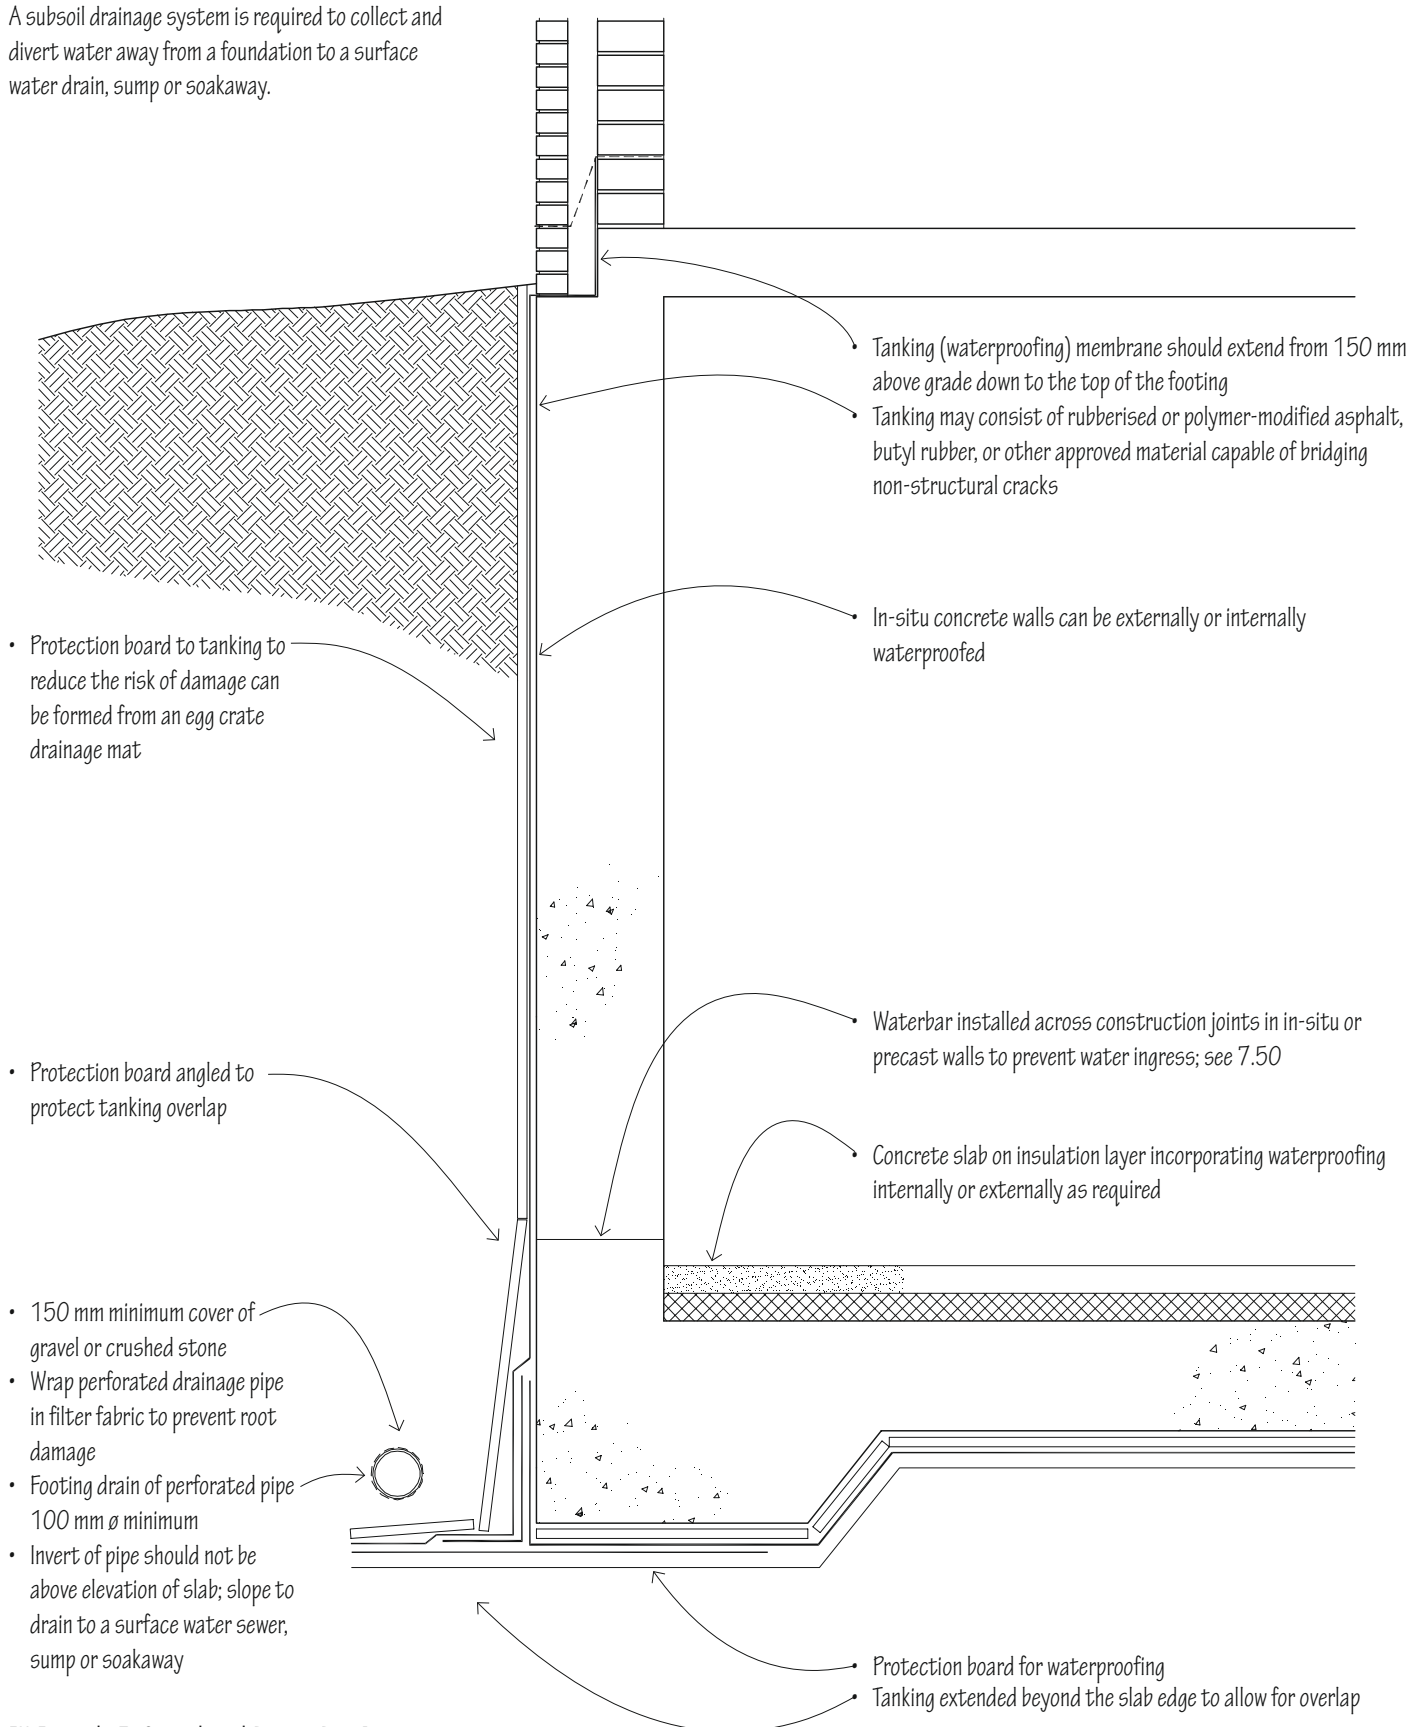 A subsoil drainage system is required to collect and
divert water away from a foundation to a surface
water drain, sump or soakaway.
• Tanking (waterproofing) membrane should extend from 150 mm
above grade down to the top of the footing
• Tanking may consist of rubberised or polymer-modified asphalt,
butyl rubber, or other approved material capable of bridging
non-structural cracks
• In-situ concrete walls can be externally or internally
waterproofed
• Protection board to tanking to
reduce the risk of damage can
be formed from an egg crate
drainage mat
• Waterbar installed across construction joints in in-situ or
precast walls to prevent water ingress; see 7.50
• Protection board angled to
protect tanking overlap
• Concrete slab on insulation layer incorporating waterproofing
internally or externally as required
• 150 mm minimum cover of
gravel or crushed stone
• Wrap perforated drainage pipe
in filter fabric to prevent root
damage
• Footing drain of perforated pipe
100 mm ø minimum
• Invert of pipe should not be
above elevation of slab; slope to
drain to a surface water sewer,
sump or soakaway
• Protection board for waterproofing
• Tanking extended beyond the slab edge to allow for overlap